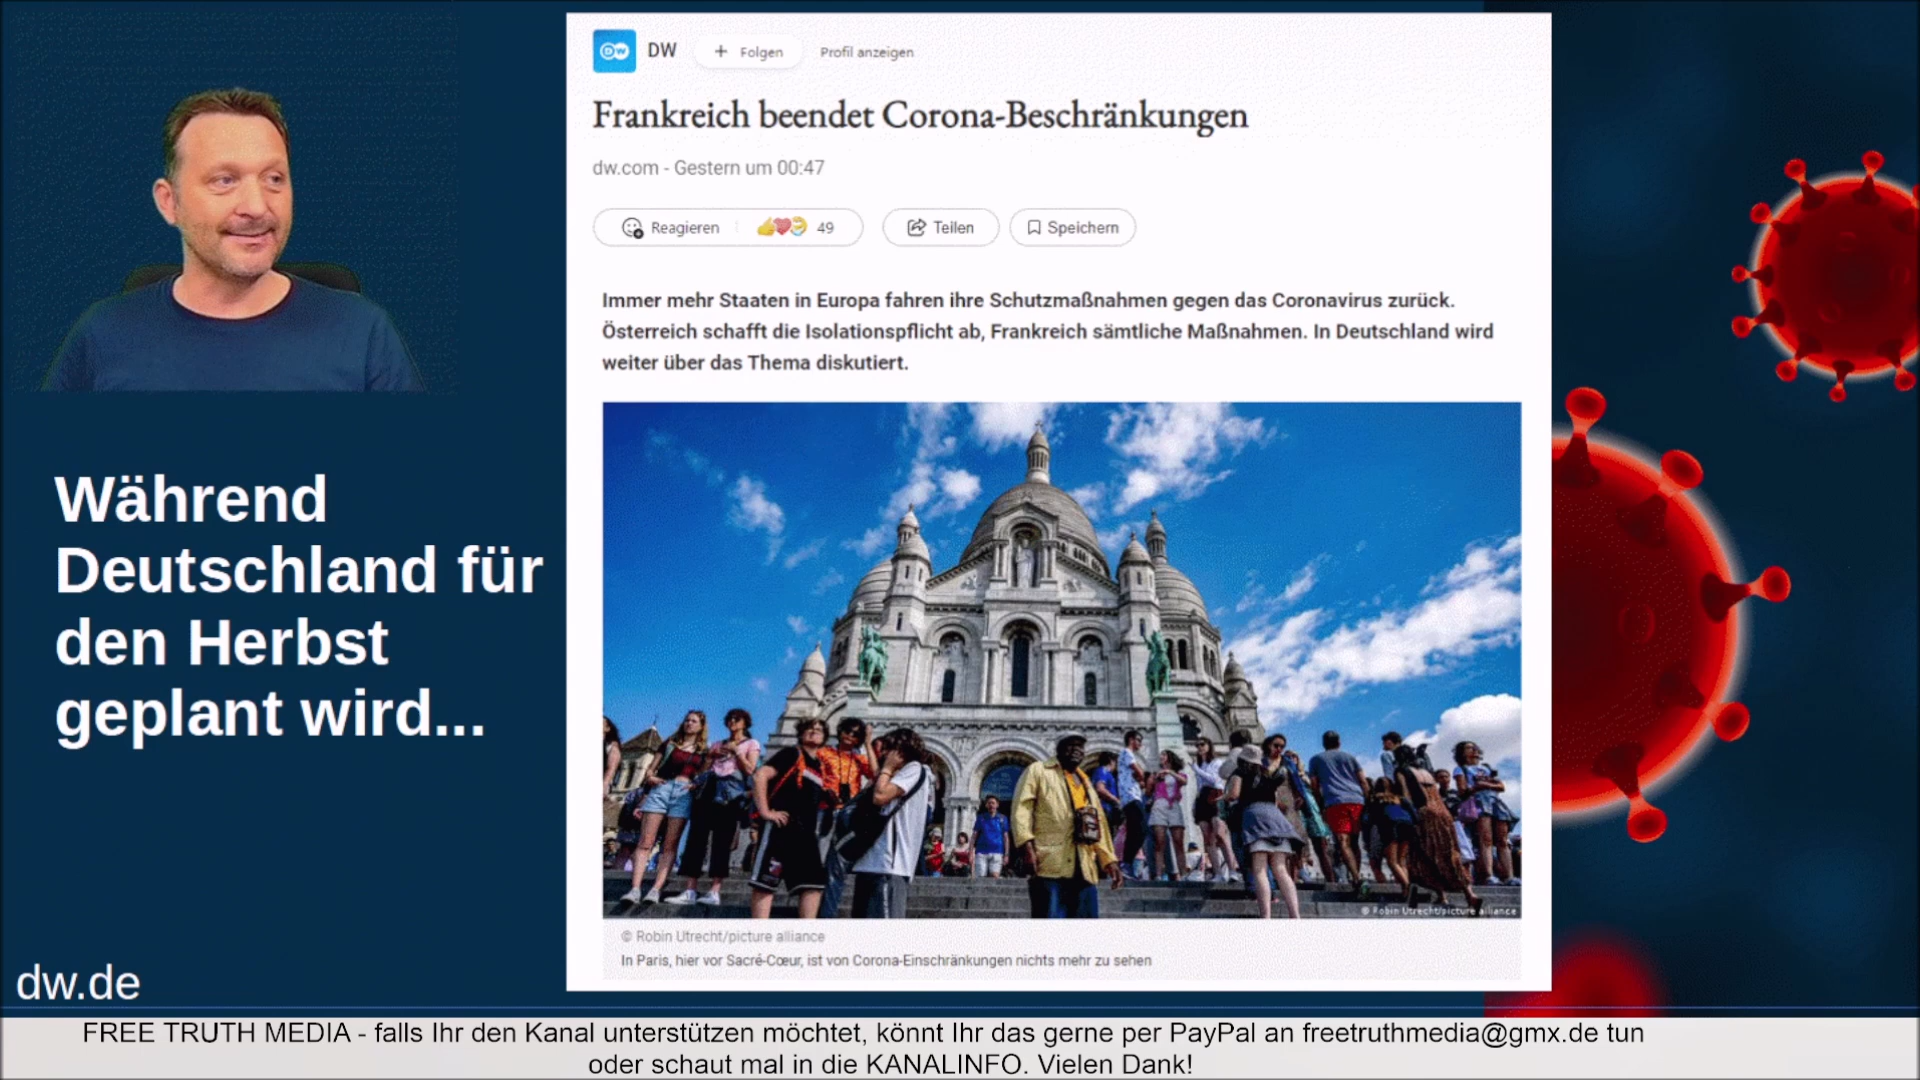 DW
DW
+ Folgen
Profil anzeigen
Frankreich beendet Corona-Beschränkungen
dw.com - Gestern um 00:47
Reagieren
49
Teilen
Speichern
Immer mehr Staaten in Europa fahren ihre Schutzmaßnahmen gegen das Coronavirus zurück.
Österreich schafft die Isolationspflicht ab, Frankreich sämtliche Maßnahmen. In Deutschland wird
weiter über das Thema diskutiert.
© Robin Utrecht/picture alliance
© Robin Utrecht/picture alliance
In Paris, hier vor Sacré-Cœur, ist von Corona-Einschränkungen nichts mehr zu sehen
Während
Deutschland für
den Herbst
geplant wird...
dw.de
FREE TRUTH MEDIA - falls Ihr den Kanal unterstützen möchtet, könnt Ihr das gerne per PayPal an freetruthmedia@gmx.de tun
oder schaut mal in die KANALINFO. Vielen Dank!